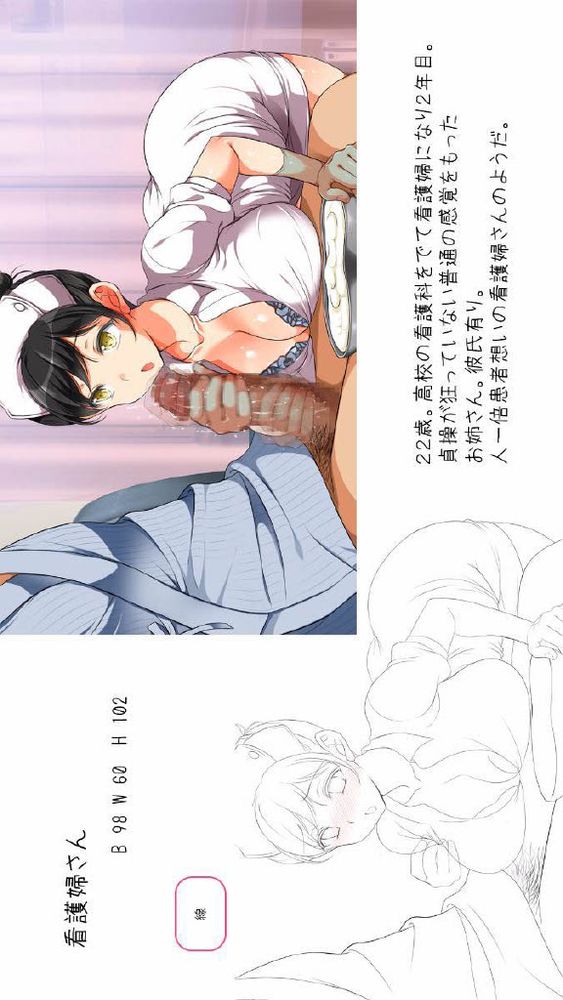 看護婦さん
B 98 W 60 H 102
線
22歳。高校の看護科をでて看護婦になり2年目。
貞操が狂っていない普通の感覚をもった
お姉さん。彼氏有り。
人一倍患者想いの看護婦さんのようだ。